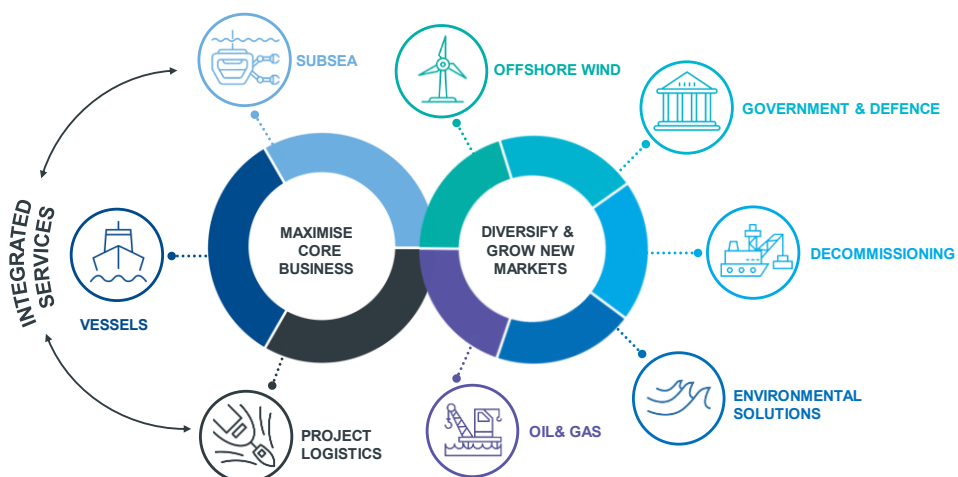 SUBSEA
OFFSHORE WIND
GOVERNMENT & DEFENCE
INTEGRATED
SERVICES
MAXIMISE
CORE
BUSINESS
DIVERSIFY &
GROW NEW
MARKETS
DECOMMISSIONING
VESSELS
ENVIRONMENTAL
SOLUTIONS
PROJECT
LOGISTICS
OIL& GAS